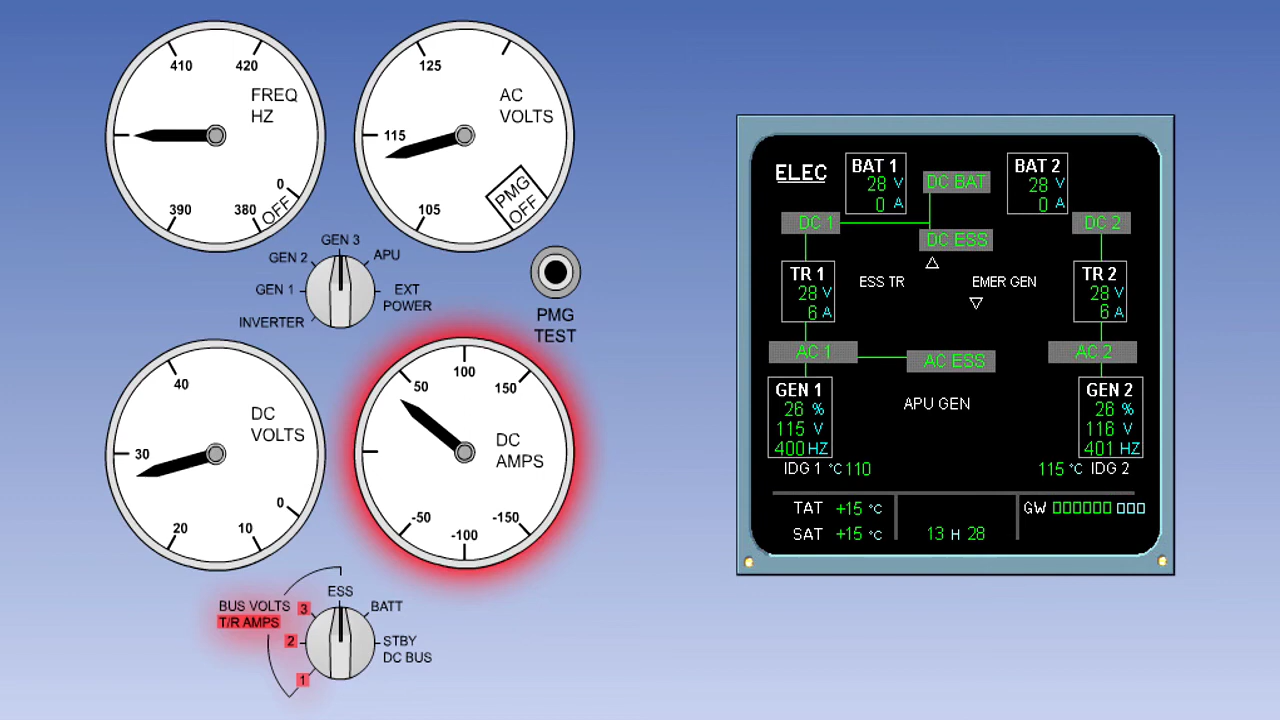 410
420
FREQ
HZ
0
OFF
390
380
125
AC
VOLTS
115
PMG
OFF
105
GEN 3
GEN 2
APU
GEN 1
EXT
POWER
INVERTER
PMG
TEST
40
DC
VOLTS
30
0
20
10
100
50
150
DC
AMPS
-50
-150
-100
ESS
BUS VOLTS
T/R AMPS
3
BATT
2
STBY
DC BUS
1
ELEC
BAT 1
28 V
0 A
DC BAT
BAT 2
28 V
0 A
DC 1
DC 2
DC ESS
TR 1
28 V
6 A
ESS TR
EMER GEN
TR 2
28 V
6 A
AC 1
AC ESS
AC 2
GEN 1
26 %
115 V
400 HZ
APU GEN
GEN 2
26 %
116 V
401 HZ
IDG 1 °C 110
115 °C IDG 2
TAT +15 °C
GW
SAT +15 °C
13 H 28